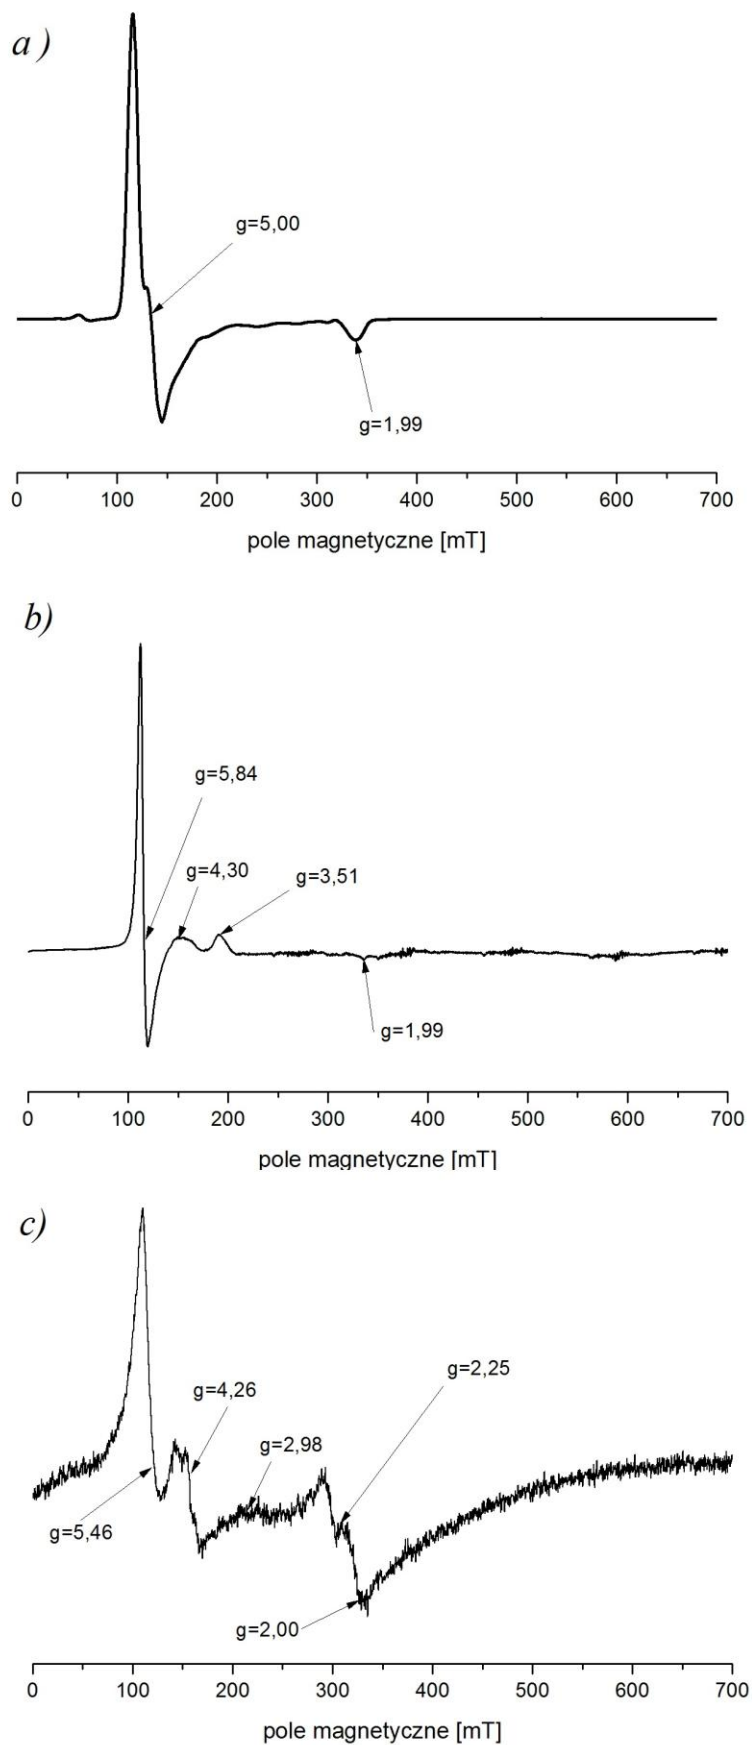 a )
g=5,00
g=1,99
0 100 200 300 400 500 600 700
pole magnetyczne [mT]
b)
g=5,84
g=4,30
g=3,51
g=1,99
0 100 200 300 400 500 600 700
pole magnetyczne [mT]
c)
g=2,25
g=4,26
g=2,98
g=5,46
g=2,00
0 100 200 300 400 500 600 700
pole magnetyczne [mT]